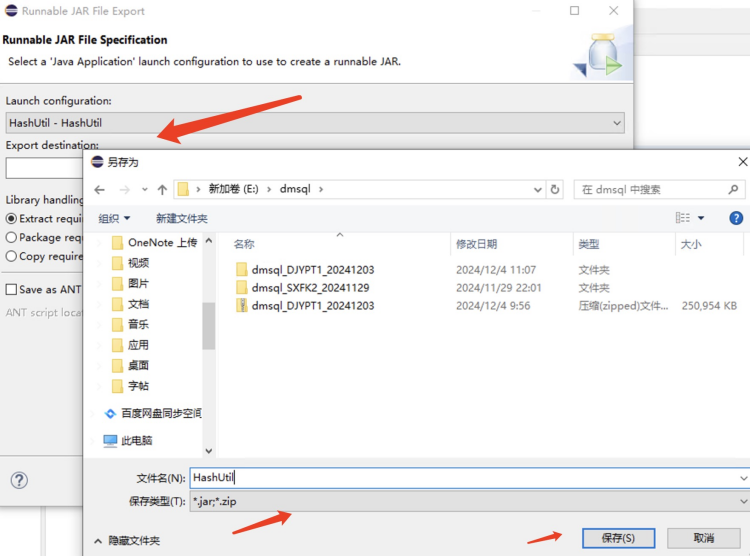 Runnable JAR File Export
Runnable JAR File Specification
Select a 'Java Application' launch configuration to use to create a runnable JAR.
Launch configuration:
HashUtil - HashUtil
Export destination:
Library handling
Extract requi
Package requ
Copy require
Save as ANT
ANT script locat
另存为
新加卷 (E:) > dmsql >
在 dmsql 中搜索
组织 新建文件夹
名称 修改日期 类型 大小
OneNote 上传
视频
图片
文档
音乐
应用
桌面
字帖
百度网盘同步空间
此电脑
dmsql_DJYPT1_20241203 2024/12/4 11:07 文件夹
dmsql_SXFK2_20241129 2024/11/29 22:01 文件夹
dmsql_DJYPT1_20241203 2024/12/4 9:56 压缩(zipped)文件... 250,954 KB
文件名(N): HashUtil
保存类型(T): *.jar;*.zip
隐藏文件夹
保存(S) 取消